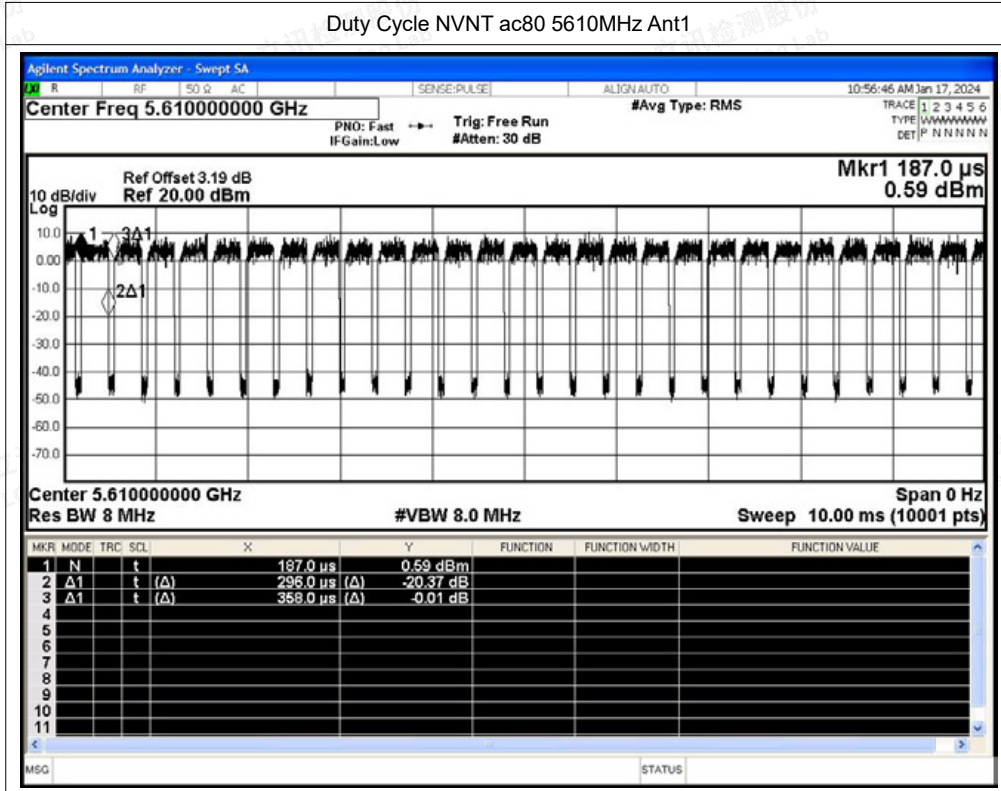 Duty Cycle NVNT ac80 5610MHz Ant1
Agilent Spectrum Analyzer - Swept SA
R RF 50 Ω AC SENSE:PULSE ALIGN AUTO 10:56:46 AM Jan 17, 2024
Center Freq 5.610000000 GHz #Avg Type: RMS TRACE 1 2 3 4 5 6
PNO: Fast Trig: Free Run TYPE
IFGain:Low #Atten: 30 dB DET P N N N N N
Mkr1 187.0 µs
Ref Offset 3.19 dB
10 dB/div Ref 20.00 dBm 0.59 dBm
Log
10.0
1 3Δ1
0.00
-10.0
2Δ1
-20.0
-30.0
-40.0
-50.0
-60.0
-70.0
Center 5.610000000 GHz Span 0 Hz
Res BW 8 MHz #VBW 8.0 MHz Sweep 10.00 ms (10001 pts)
MKR MODE TRC SCL X Y FUNCTION FUNCTION WIDTH FUNCTION VALUE
1 N t 187.0 µs 0.59 dBm
2 Δ1 t (Δ) 296.0 µs (Δ) -20.37 dB
3 Δ1 t (Δ) 358.0 µs (Δ) -0.01 dB
4
5
6
7
8
9
10
11
MSG STATUS